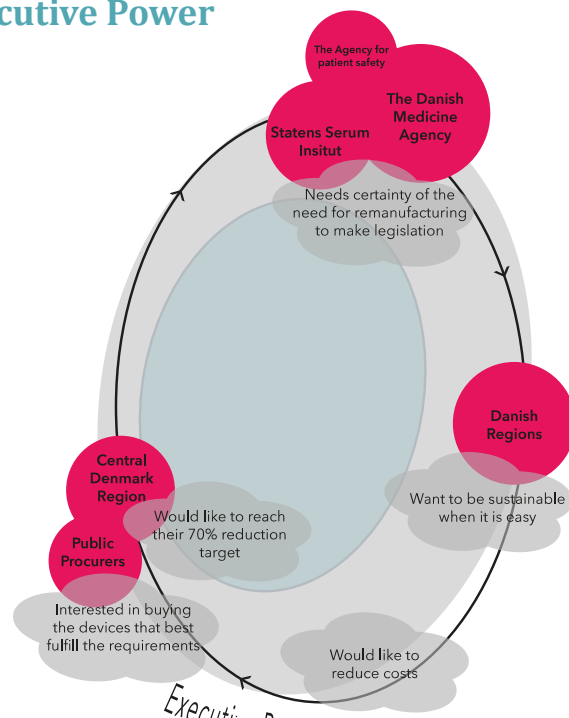 cutive Power
The Agency for
patient safety
The Danish
Medicine
Agency
Statens Serum
Insitut
Needs certainty of the
need for remanufacturing
to make legislation
Danish
Regions
Want to be sustainable
when it is easy
Central
Denmark
Region
Would like to reach
their 70% reduction
target
Public
Procurers
Interested in buying
the devices that best
fulfill the requirements
Would like to
reduce costs
Executive